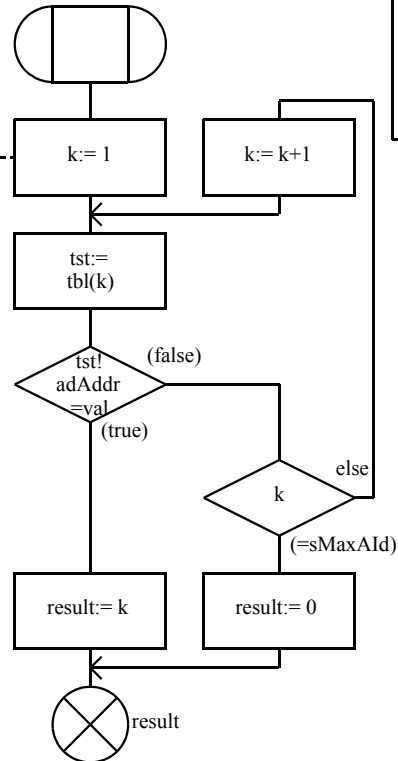 k:= 1
k:= k+1
tst:=
tbl(k)
tst!
adAddr
=val
(false)
(true)
else
k
(=sMaxAId)
result:= k
result:= 0
result